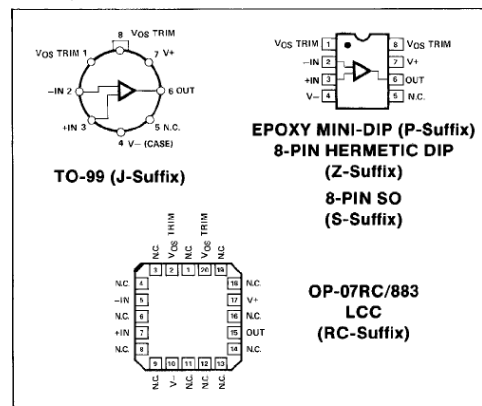 8 VOS TRIM
VOS TRIM 1
7 V+
−IN 2
6 OUT
+IN 3
5 N.C.
4 V− (CASE)
TO-99 (J-Suffix)
VOS TRIM 1
8 VOS TRIM
−IN 2
7 V+
+IN 3
6 OUT
V− 4
5 N.C.
EPOXY MINI-DIP (P-Suffix)
8-PIN HERMETIC DIP
(Z-Suffix)
8-PIN SO
(S-Suffix)
N.C. VOS TRIM N.C. VOS TRIM N.C.
3 2 1 20 19
N.C. 4
18 N.C.
−IN 5
17 V+
N.C. 6
16 N.C.
+IN 7
15 OUT
N.C. 8
14 N.C.
9 10 11 12 13
N.C. V− N.C. N.C. N.C.
OP-07RC/883
LCC
(RC-Suffix)